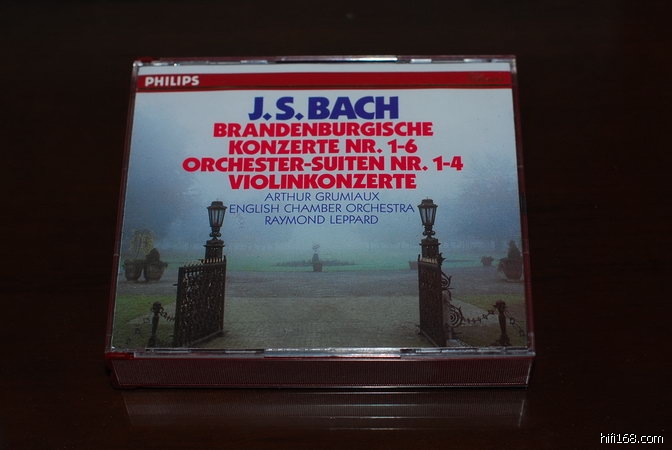 PHILIPS
J.S.BACH
BRANDENBURGISCHE
KONZERTE NR. 1-6
ORCHESTER-SUITEN NR. 1-4
VIOLINKONZERTE
ARTHUR GRUMIAUX
ENGLISH CHAMBER ORCHESTRA
RAYMOND LEPPARD
hifi168.com